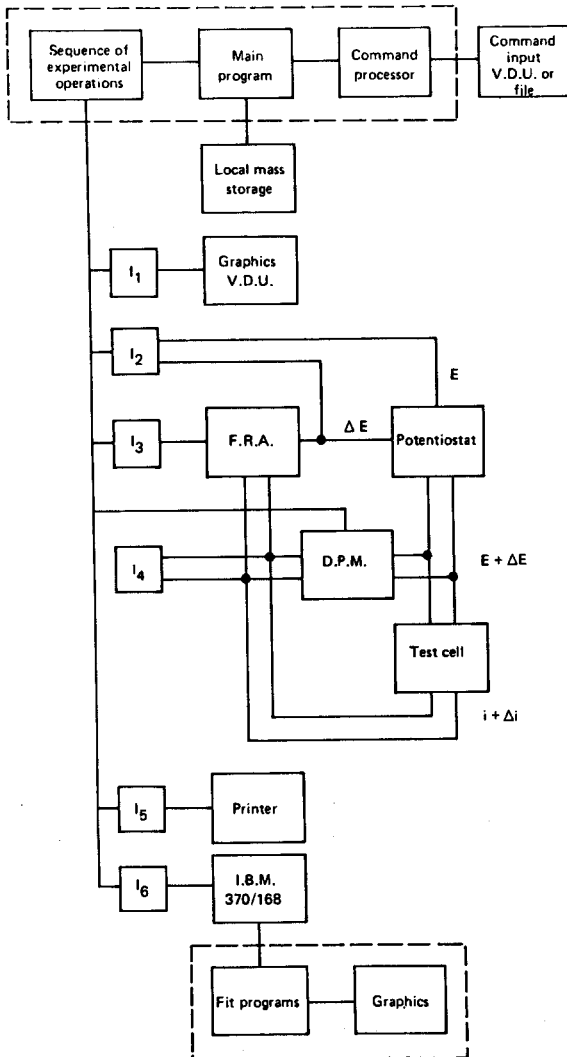 Sequence of
experimental
operations
Main
program
Command
processor
Command
input
V.D.U. or
file
Local mass
storage
I1
Graphics
V.D.U.
I2
E
I3
F.R.A.
Δ E
Potentiostat
I4
D.P.M.
E + ΔE
Test cell
i + Δi
I5
Printer
I6
I.B.M.
370/168
Fit programs
Graphics